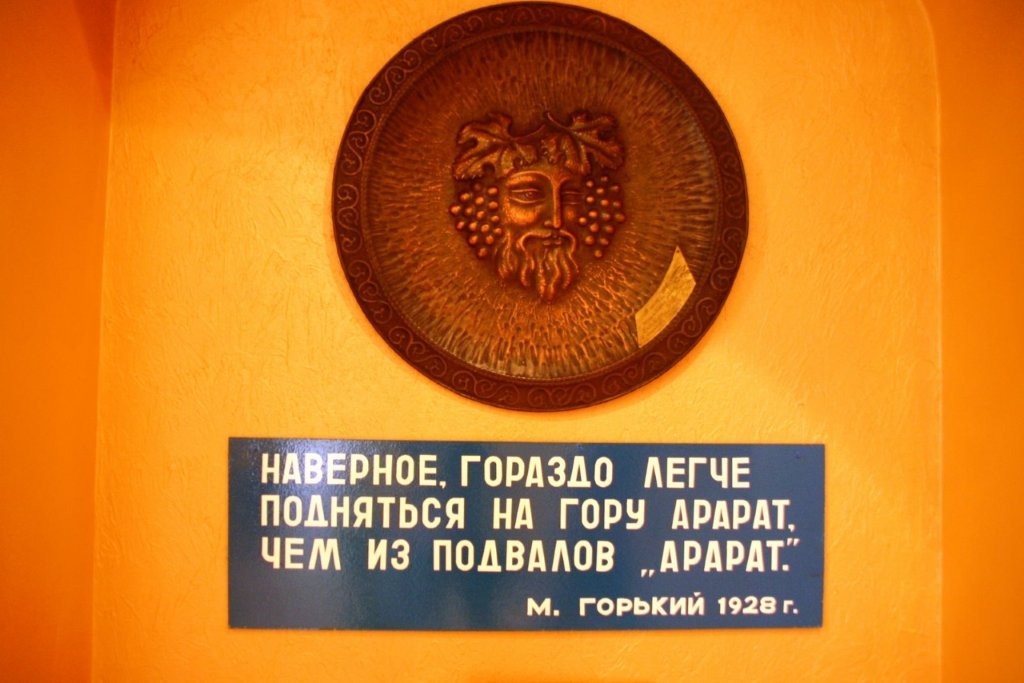 НАВЕРНОЕ, ГОРАЗДО ЛЕГЧЕ
ПОДНЯТЬСЯ НА ГОРУ АРАРАТ,
ЧЕМ ИЗ ПОДВАЛОВ „АРАРАТ."
М. ГОРЬКИЙ 1928 г.